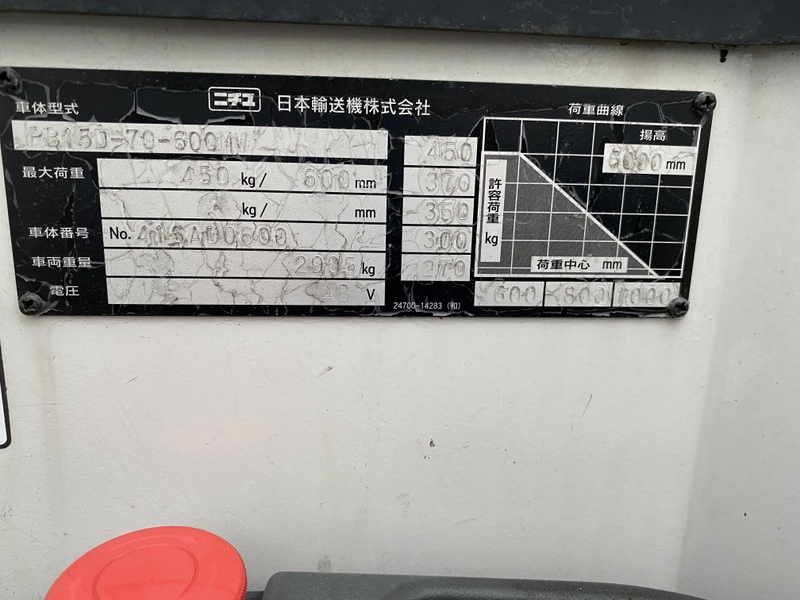 ニチユ 日本輸送機株式会社
車体型式
最大荷重 450 kg/ 600 mm
kg/ mm
車体番号 No.
車両重量 2905 kg
電圧 48 V
450
370
350
300
270
24700-14283 (和)
荷重曲線
揚高
6000 mm
許容荷重 kg
荷重中心 mm
600 800 1000